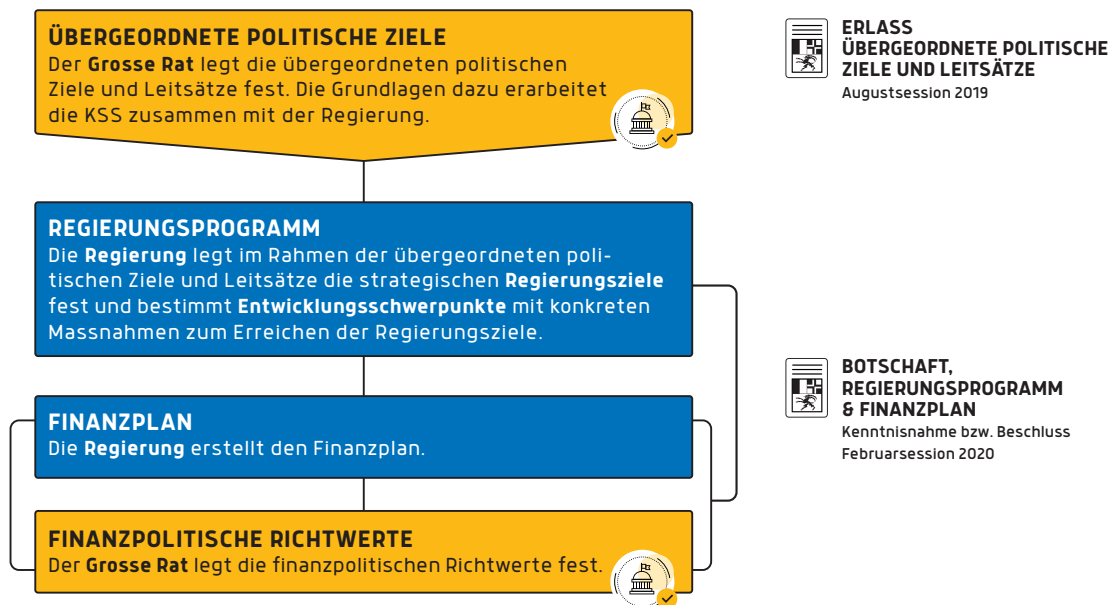 ÜBERGEORDNETE POLITISCHE ZIELE
Der Grosse Rat legt die übergeordneten politischen
Ziele und Leitsätze fest. Die Grundlagen dazu erarbeitet
die KSS zusammen mit der Regierung.
ERLASS
ÜBERGEORDNETE POLITISCHE
ZIELE UND LEITSÄTZE
Augustsession 2019
REGIERUNGSPROGRAMM
Die Regierung legt im Rahmen der übergeordneten poli-
tischen Ziele und Leitsätze die strategischen Regierungsziele
fest und bestimmt Entwicklungsschwerpunkte mit konkreten
Massnahmen zum Erreichen der Regierungsziele.
FINANZPLAN
Die Regierung erstellt den Finanzplan.
BOTSCHAFT,
REGIERUNGSPROGRAMM
& FINANZPLAN
Kenntnisnahme bzw. Beschluss
Februarsession 2020
FINANZPOLITISCHE RICHTWERTE
Der Grosse Rat legt die finanzpolitischen Richtwerte fest.